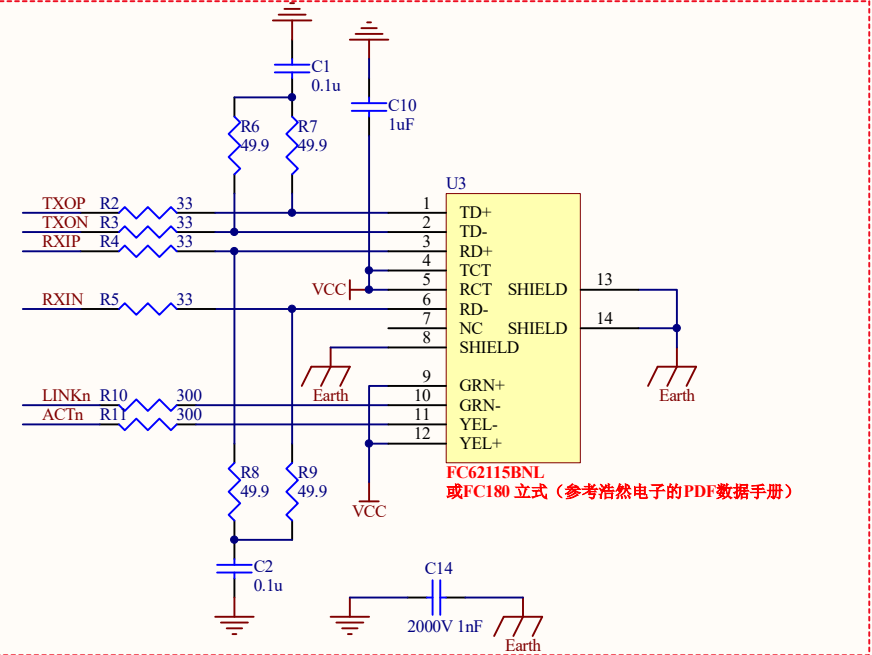 C1
0.1u
C10
1uF
R6 R7
49.9 49.9
U3
TXOP R2 33 1 TD+
TXON R3 33 2 TD-
RXIP R4 33 3 RD+
4 TCT
VCC 5 RCT SHIELD 13
RXIN R5 33 6 RD-
7 NC SHIELD 14
8 SHIELD
Earth
Earth
9 GRN+
LINKn R10 300 10 GRN-
ACTn R11 300 11 YEL-
12 YEL+
FC62115BNL
或FC180 立式（参考浩然电子的PDF数据手册）
R8 R9
49.9 49.9
VCC
C2
0.1u
C14
2000V 1nF
Earth